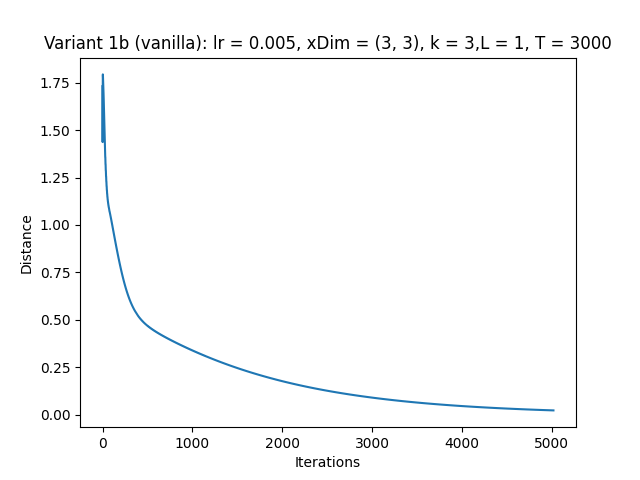 Variant 1b (vanilla): lr = 0.005, xDim = (3, 3), k = 3,L = 1, T = 3000
1.75
1.50
1.25
1.00
0.75
0.50
0.25
0.00
Distance
0 1000 2000 3000 4000 5000
Iterations